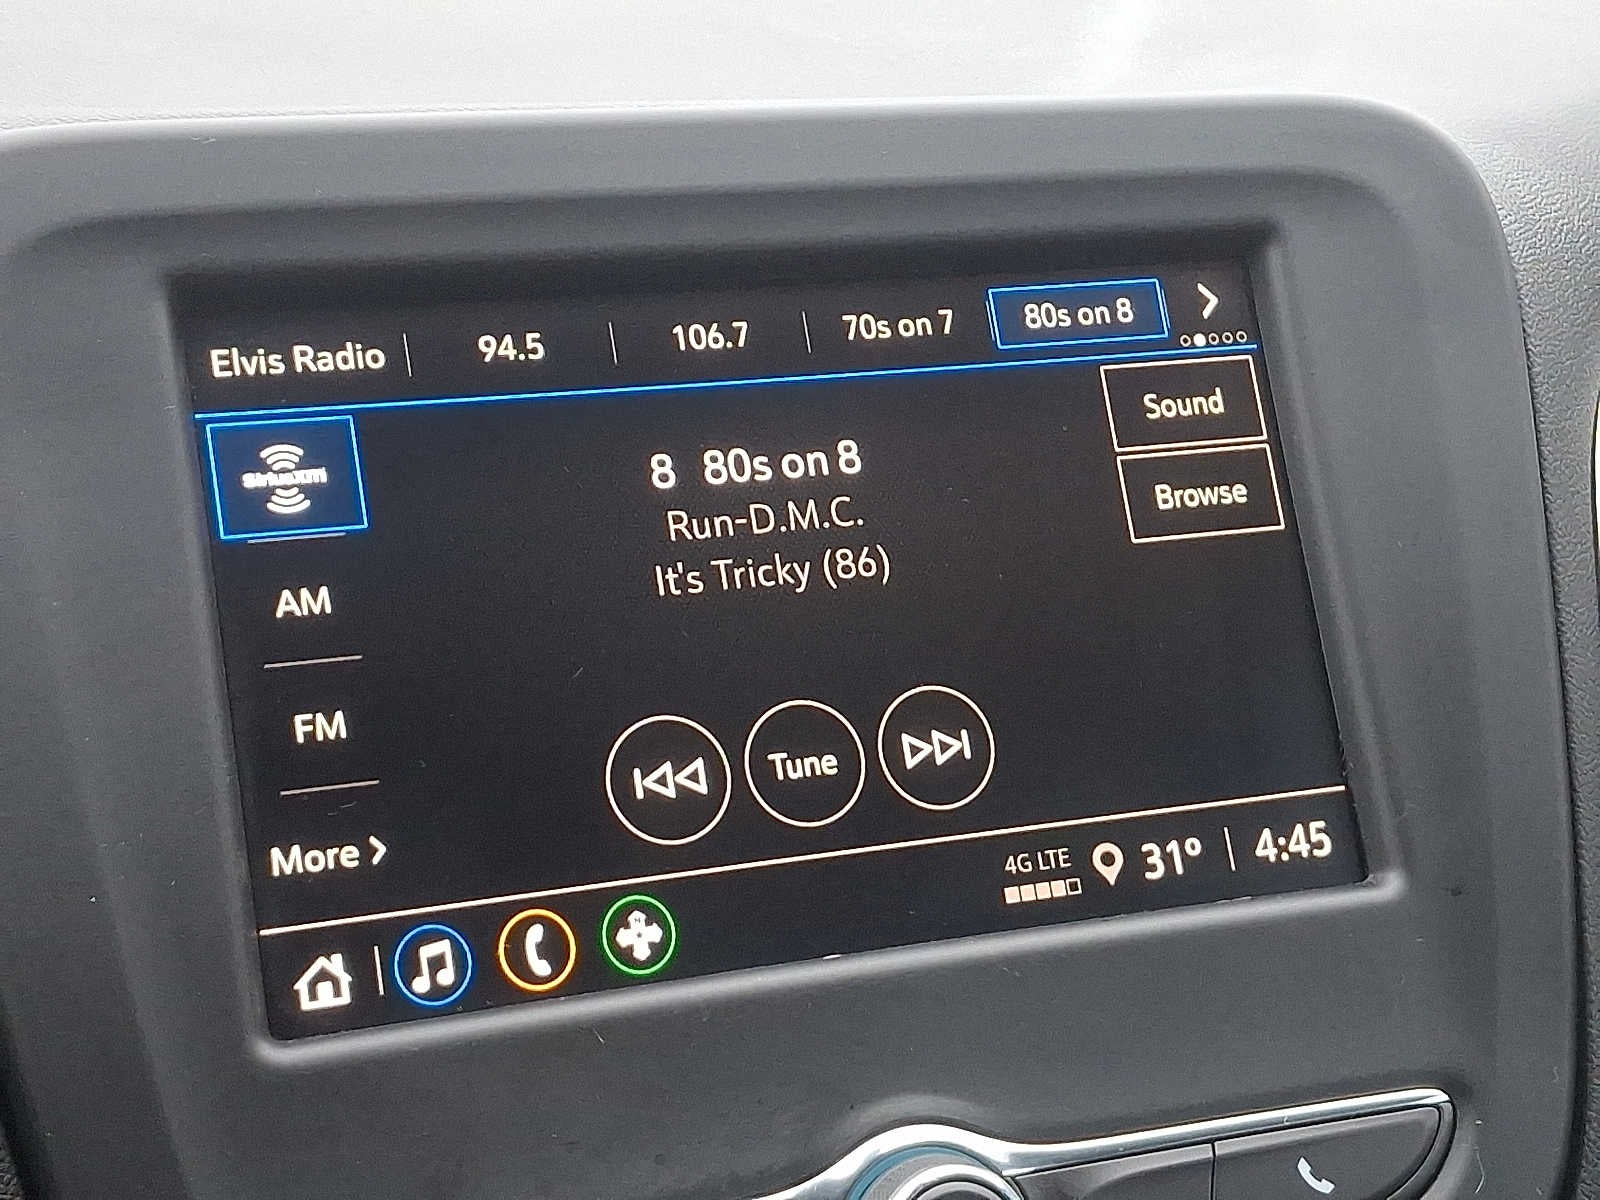 Elvis Radio 94.5 106.7 70s on 7 80s on 8
siriusxm
8 80s on 8
Run-D.M.C.
It's Tricky (86)
Sound
Browse
AM
FM
More
Tune
4G LTE 31° 4:45
N